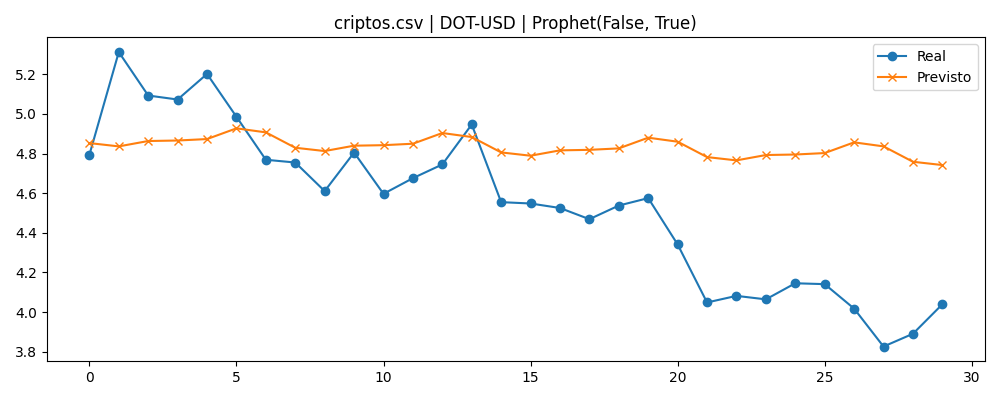 criptos.csv | DOT-USD | Prophet(False, True)
Real
Previsto
5.2
5.0
4.8
4.6
4.4
4.2
4.0
3.8
0 5 10 15 20 25 30